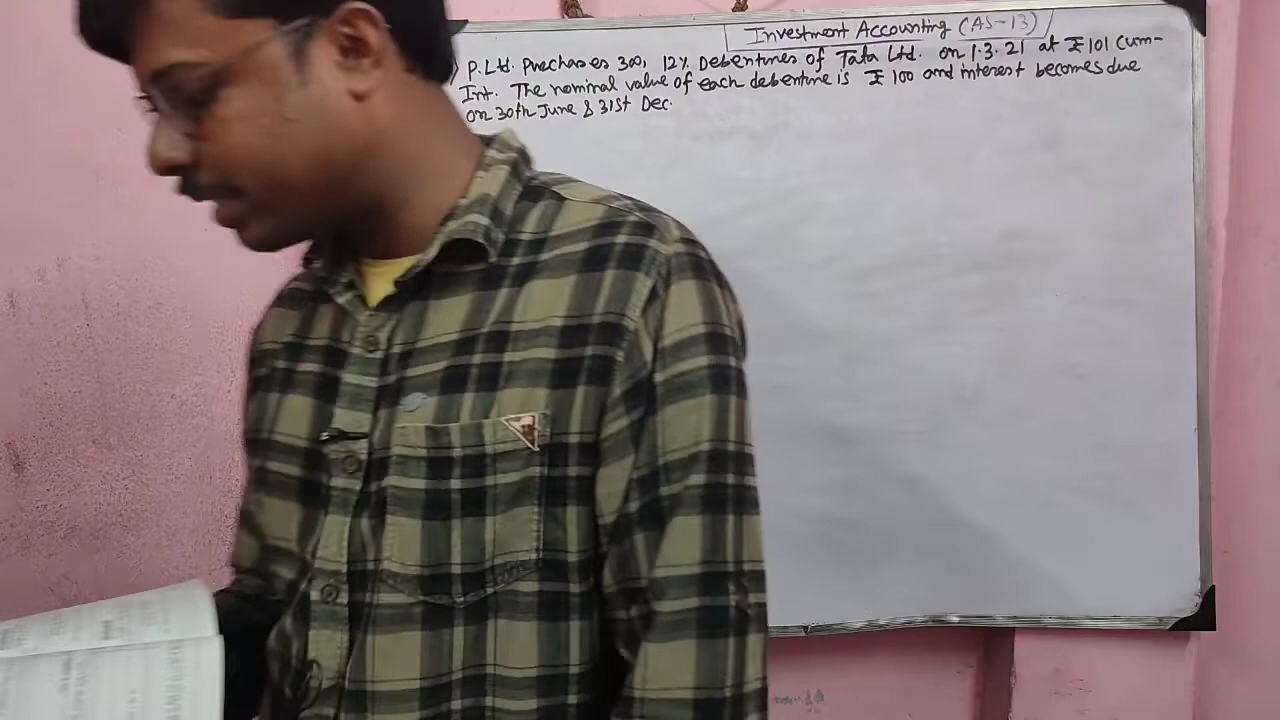 Investment Accounting (AS-13)
) P. Ltd. Purchases 300, 12% Debentures of Tata Ltd. on 1.3.21 at ₹101 Cum-
Int. The nominal value of each debenture is ₹100 and interest becomes due
on 30th June & 31st Dec.